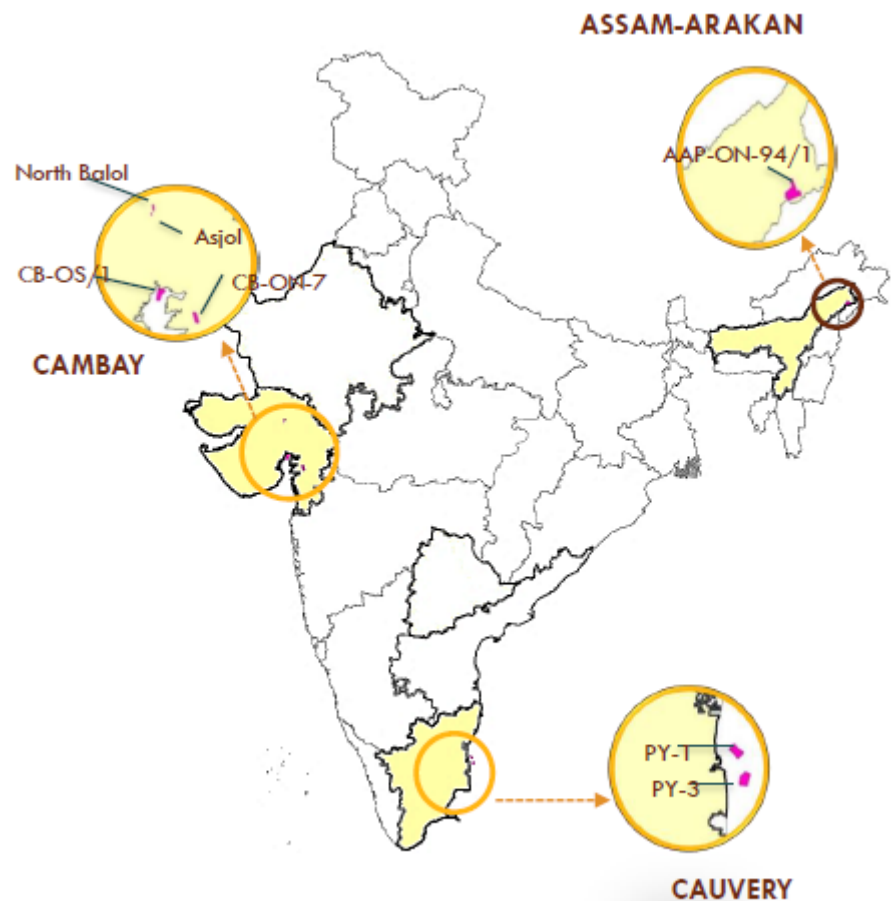 ASSAM-ARAKAN
AAP-ON-94/1
North Balol
Asjol
CB-OS/1
CB-ON-7
CAMBAY
PY-1
PY-3
CAUVERY